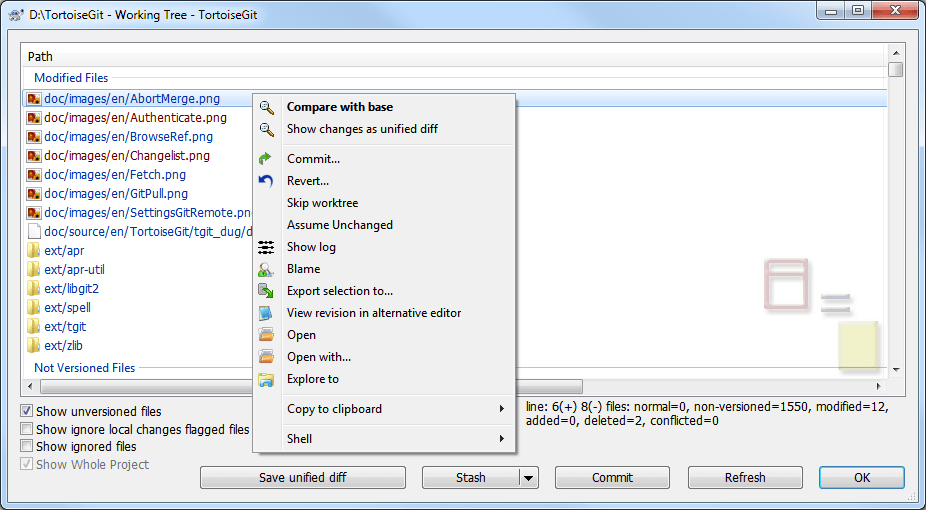 D:\TortoiseGit - Working Tree - TortoiseGit
Path
Modified Files
doc/images/en/AbortMerge.png
doc/images/en/Authenticate.png
doc/images/en/BrowseRef.png
doc/images/en/Changelist.png
doc/images/en/Fetch.png
doc/images/en/GitPull.png
doc/images/en/SettingsGitRemote.png
doc/source/en/TortoiseGit/tgit_dug/d
ext/apr
ext/apr-util
ext/libgit2
ext/spell
ext/tgit
ext/zlib
Not Versioned Files
Compare with base
Show changes as unified diff
Commit...
Revert...
Skip worktree
Assume Unchanged
Show log
Blame
Export selection to...
View revision in alternative editor
Open
Open with...
Explore to
Copy to clipboard
Shell
Show unversioned files
Show ignore local changes flagged files
Show ignored files
Show Whole Project
line: 6(+) 8(-) files: normal=0, non-versioned=1550, modified=12,
added=0, deleted=2, conflicted=0
Save unified diff
Stash
Commit
Refresh
OK